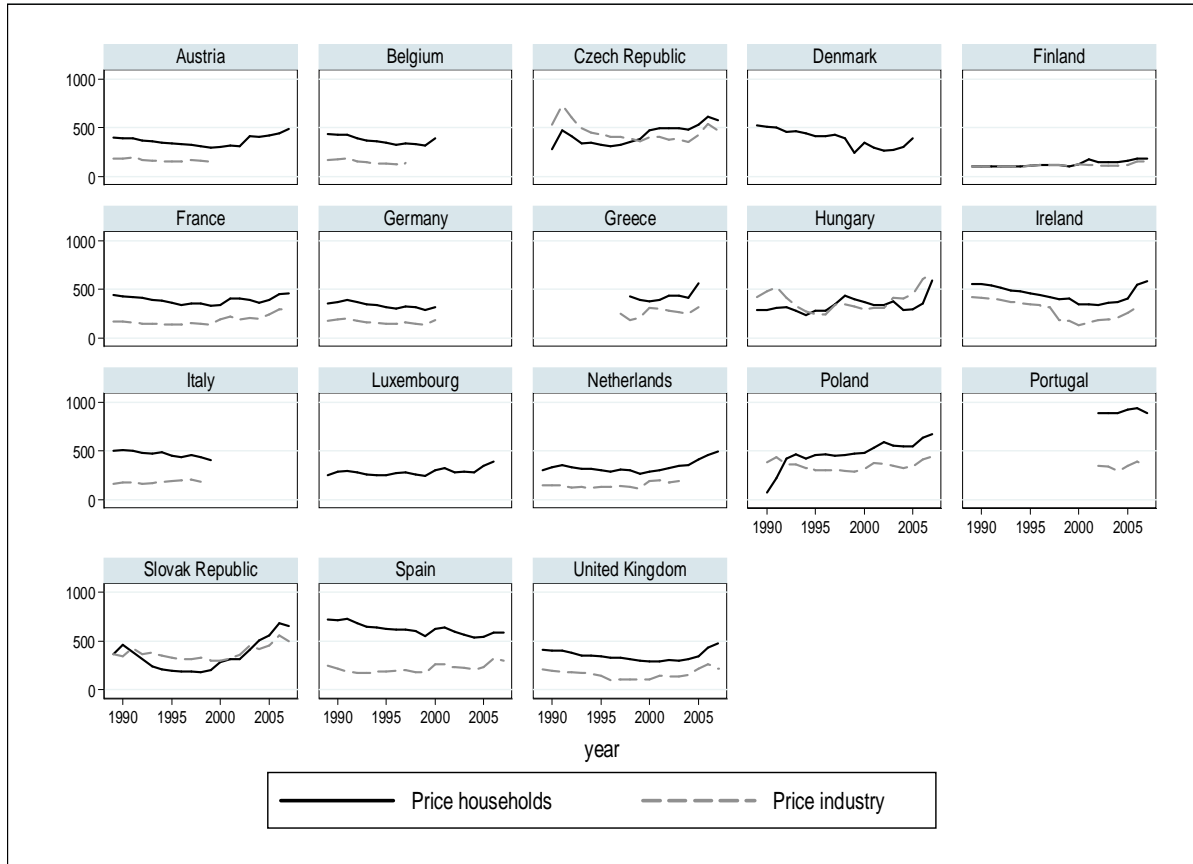 Austria Belgium Czech Republic Denmark Finland
1000
500
0
France Germany Greece Hungary Ireland
1000
500
0
Italy Luxembourg Netherlands Poland Portugal
1000
500
0
1990 1995 2000 2005 1990 1995 2000 2005
Slovak Republic Spain United Kingdom
1000
500
0
1990 1995 2000 2005 1990 1995 2000 2005 1990 1995 2000 2005
year
Price households Price industry